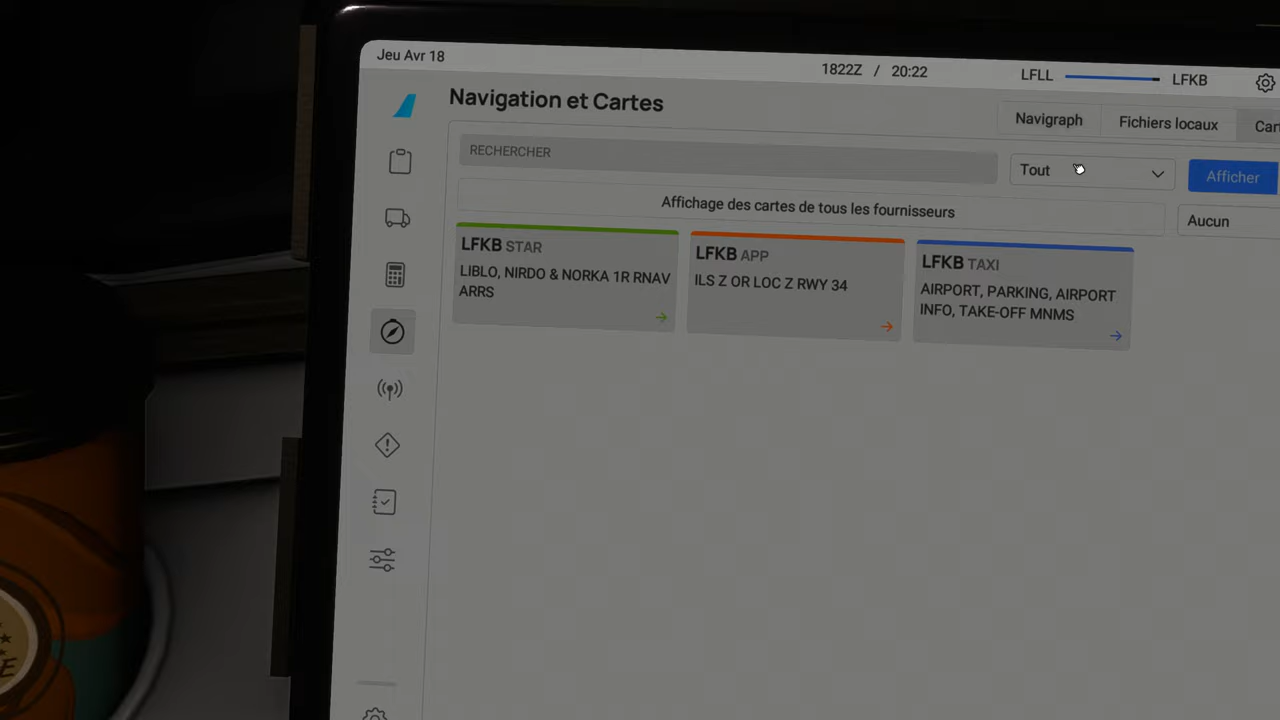 Jeu Avr 18
1822Z / 20:22
LFLL
LFKB
Navigation et Cartes
Navigraph
Fichiers locaux
RECHERCHER
Tout
Afficher
Affichage des cartes de tous les fournisseurs
Aucun
LFKB STAR
LIBLO, NIRDO & NORKA 1R RNAV
ARRS
LFKB APP
ILS Z OR LOC Z RWY 34
LFKB TAXI
AIRPORT, PARKING, AIRPORT
INFO, TAKE-OFF MNMS